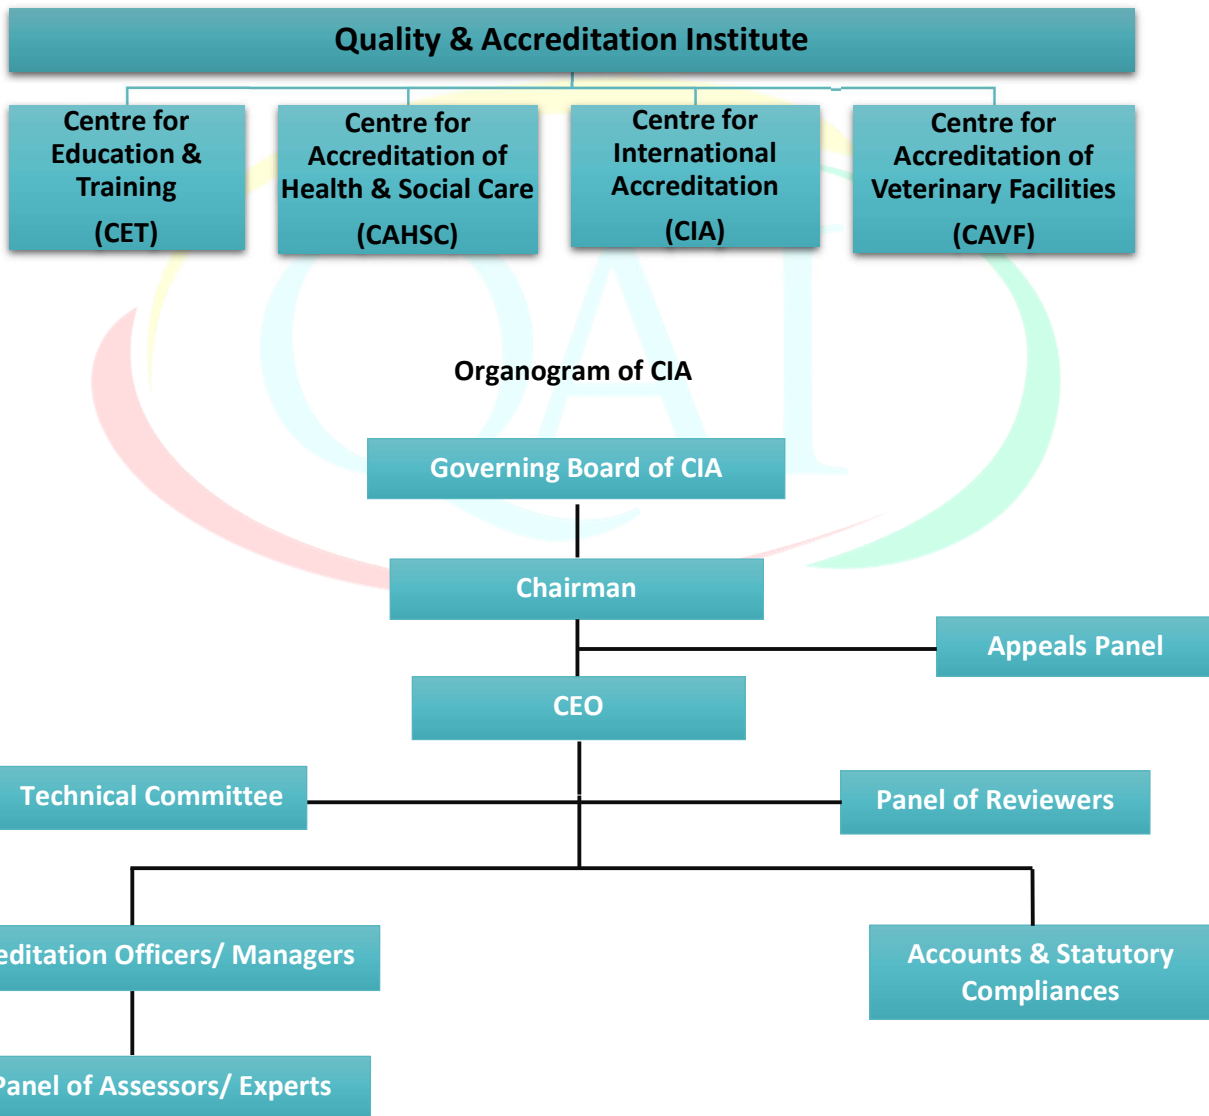 Quality & Accreditation Institute
Centre for
Education &
Training
(CET)
Centre for
Accreditation of
Health & Social Care
(CAHSC)
Centre for
International
Accreditation
(CIA)
Centre for
Accreditation of
Veterinary Facilities
(CAVF)
QAI
Organogram of CIA
Governing Board of CIA
Chairman
Appeals Panel
CEO
Technical Committee
Panel of Reviewers
editation Officers/ Managers
Accounts & Statutory
Compliances
Panel of Assessors/ Experts